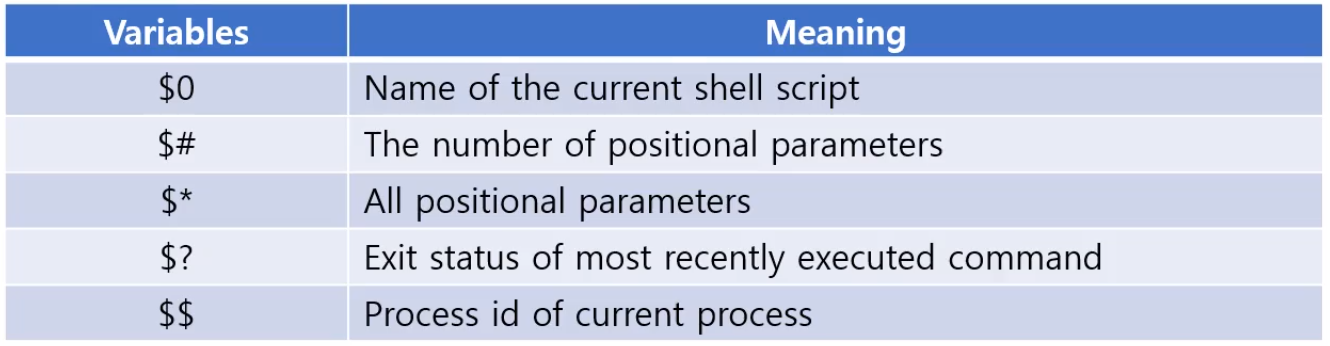 Variables Meaning
$0 Name of the current shell script
$# The number of positional parameters
$* All positional parameters
$? Exit status of most recently executed command
$$ Process id of current process